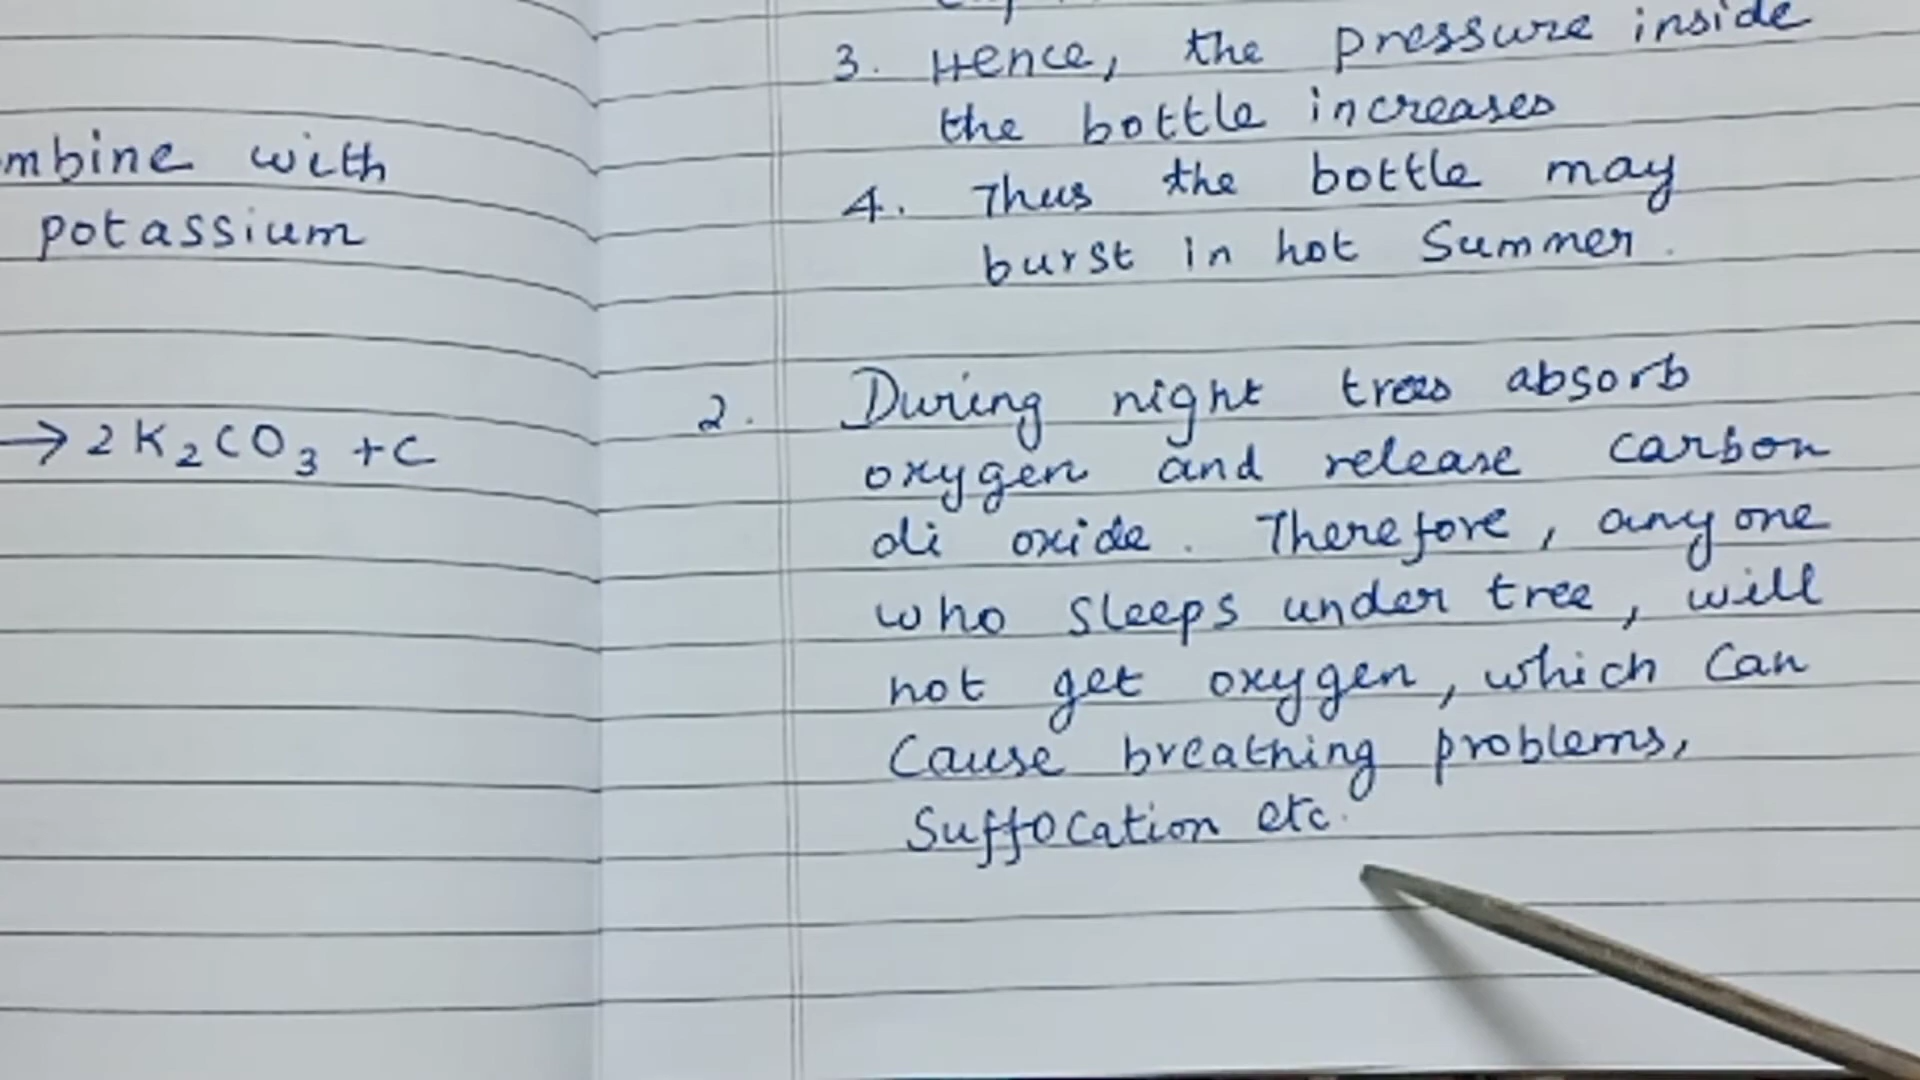 mbine with
potassium
→ 2K₂CO₃ + C
3. Hence, the pressure inside
the bottle increases
4. Thus the bottle may
burst in hot Summer.
2. During night trees absorb
oxygen and release carbon
di oxide. Therefore, any one
who sleeps under tree, will
not get oxygen, which can
Cause breathing problems,
Suffocation etc.